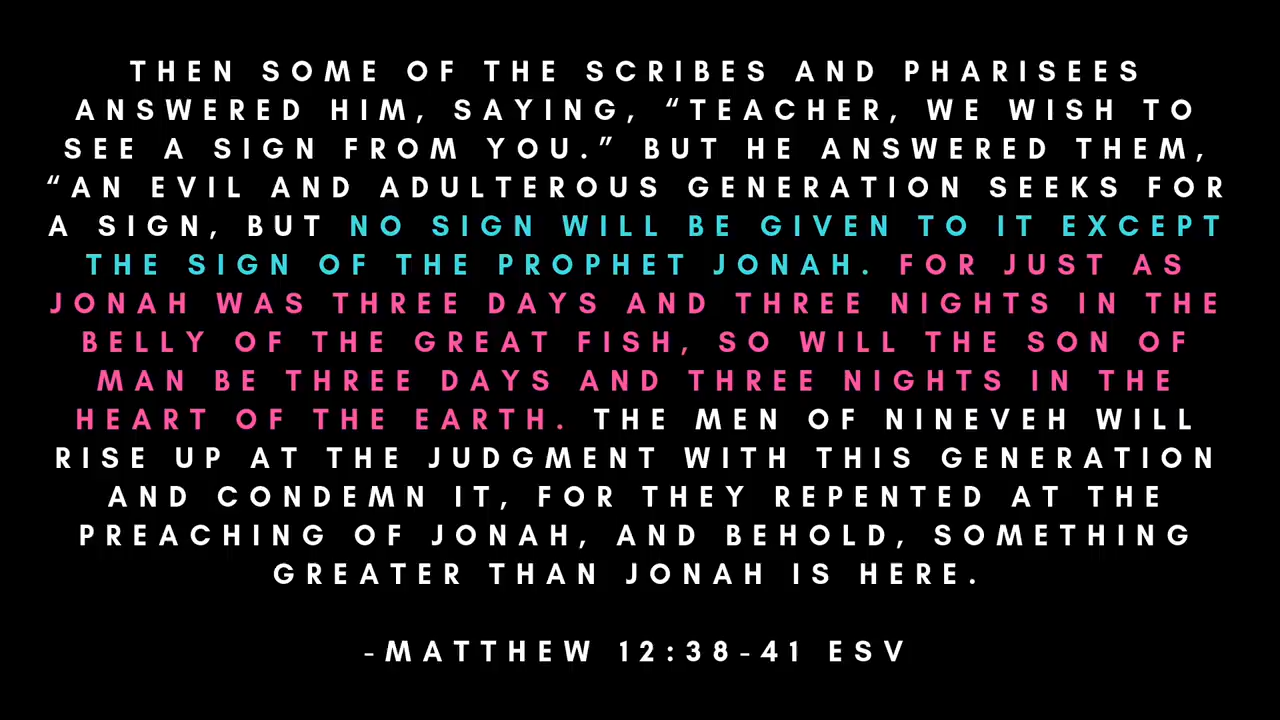 THEN SOME OF THE SCRIBES AND PHARISEES
ANSWERED HIM, SAYING, “TEACHER, WE WISH TO
SEE A SIGN FROM YOU.” BUT HE ANSWERED THEM,
“AN EVIL AND ADULTEROUS GENERATION SEEKS FOR
A SIGN, BUT NO SIGN WILL BE GIVEN TO IT EXCEPT
THE SIGN OF THE PROPHET JONAH. FOR JUST AS
JONAH WAS THREE DAYS AND THREE NIGHTS IN THE
BELLY OF THE GREAT FISH, SO WILL THE SON OF
MAN BE THREE DAYS AND THREE NIGHTS IN THE
HEART OF THE EARTH. THE MEN OF NINEVEH WILL
RISE UP AT THE JUDGMENT WITH THIS GENERATION
AND CONDEMN IT, FOR THEY REPENTED AT THE
PREACHING OF JONAH, AND BEHOLD, SOMETHING
GREATER THAN JONAH IS HERE.
-MATTHEW 12:38-41 ESV